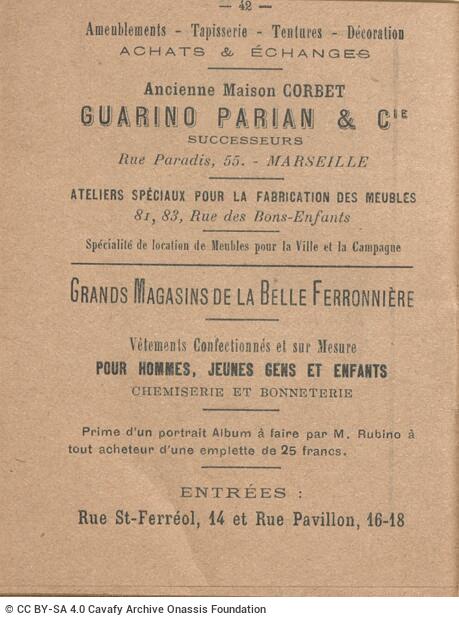 — 42 —
Ameublements - Tapisserie - Tentures - Décoration
ACHATS & ÉCHANGES
Ancienne Maison CORBET
GUARINO PARIAN & Cie
SUCCESSEURS
Rue Paradis, 55. - MARSEILLE
ATELIERS SPÉCIAUX POUR LA FABRICATION DES MEUBLES
81, 83, Rue des Bons-Enfants
Spécialité de location de Meubles pour la Ville et la Campagne
GRANDS MAGASINS DE LA BELLE FERRONNIÈRE
Vêtements Confectionnés et sur Mesure
POUR HOMMES, JEUNES GENS ET ENFANTS
CHEMISERIE ET BONNETERIE
Prime d'un portrait Album à faire par M. Rubino à
tout acheteur d'une emplette de 25 francs.
ENTRÉES :
Rue St-Ferréol, 14 et Rue Pavillon, 16-18
© CC BY-SA 4.0 Cavafy Archive Onassis Foundation